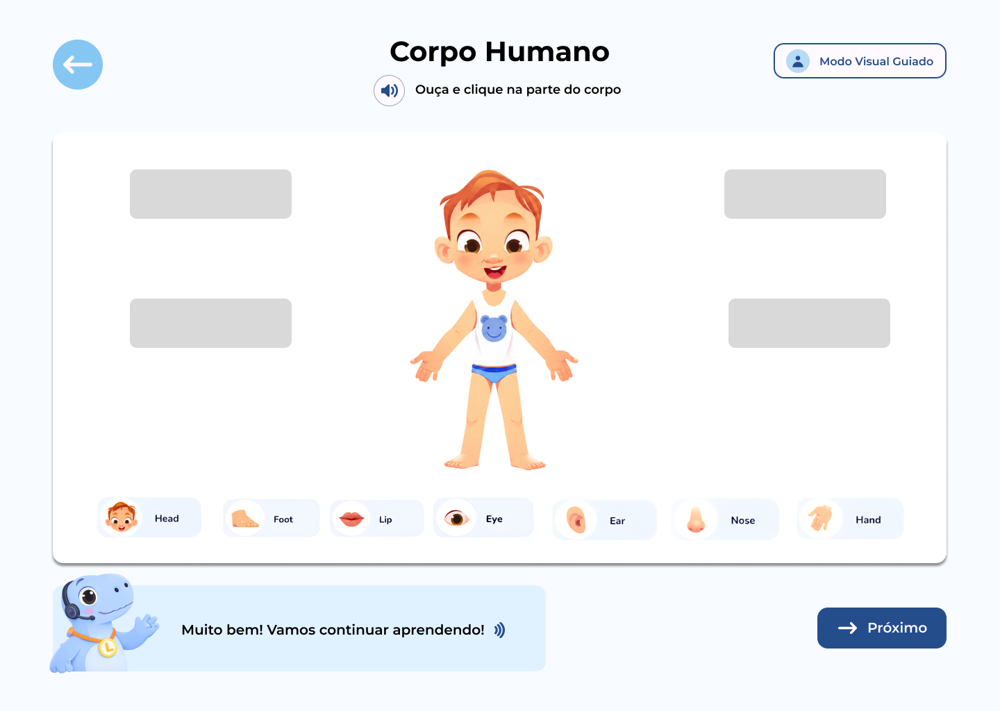 Corpo Humano
Modo Visual Guiado
Ouça e clique na parte do corpo
Head
Foot
Lip
Eye
Ear
Nose
Hand
L
Muito bem! Vamos continuar aprendendo!
Próximo